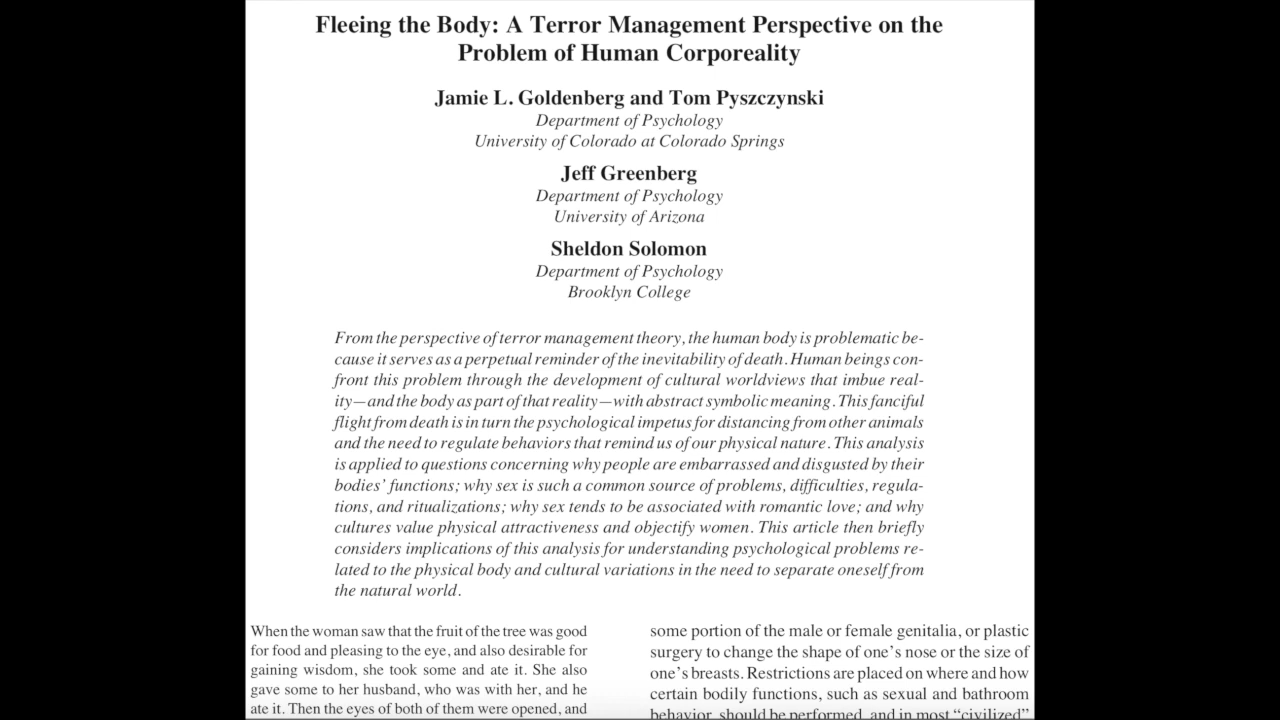 Fleeing the Body: A Terror Management Perspective on the
Problem of Human Corporeality
Jamie L. Goldenberg and Tom Pyszczynski
Department of Psychology
University of Colorado at Colorado Springs
Jeff Greenberg
Department of Psychology
University of Arizona
Sheldon Solomon
Department of Psychology
Brooklyn College
From the perspective of terror management theory, the human body is problematic be-
cause it serves as a perpetual reminder of the inevitability of death. Human beings con-
front this problem through the development of cultural worldviews that imbue real-
ity—and the body as part of that reality—with abstract symbolic meaning. This fanciful
flight from death is in turn the psychological impetus for distancing from other animals
and the need to regulate behaviors that remind us of our physical nature. This analysis
is applied to questions concerning why people are embarrassed and disgusted by their
bodies' functions; why sex is such a common source of problems, difficulties, regula-
tions, and ritualizations; why sex tends to be associated with romantic love; and why
cultures value physical attractiveness and objectify women. This article then briefly
considers implications of this analysis for understanding psychological problems re-
lated to the physical body and cultural variations in the need to separate oneself from
the natural world.
When the woman saw that the fruit of the tree was good
for food and pleasing to the eye, and also desirable for
gaining wisdom, she took some and ate it. She also
gave some to her husband, who was with her, and he
ate it. Then the eyes of both of them were opened, and
some portion of the male or female genitalia, or plastic
surgery to change the shape of one's nose or the size of
one's breasts. Restrictions are placed on where and how
certain bodily functions, such as sexual and bathroom
behavior, should be performed, and in most "civilized"